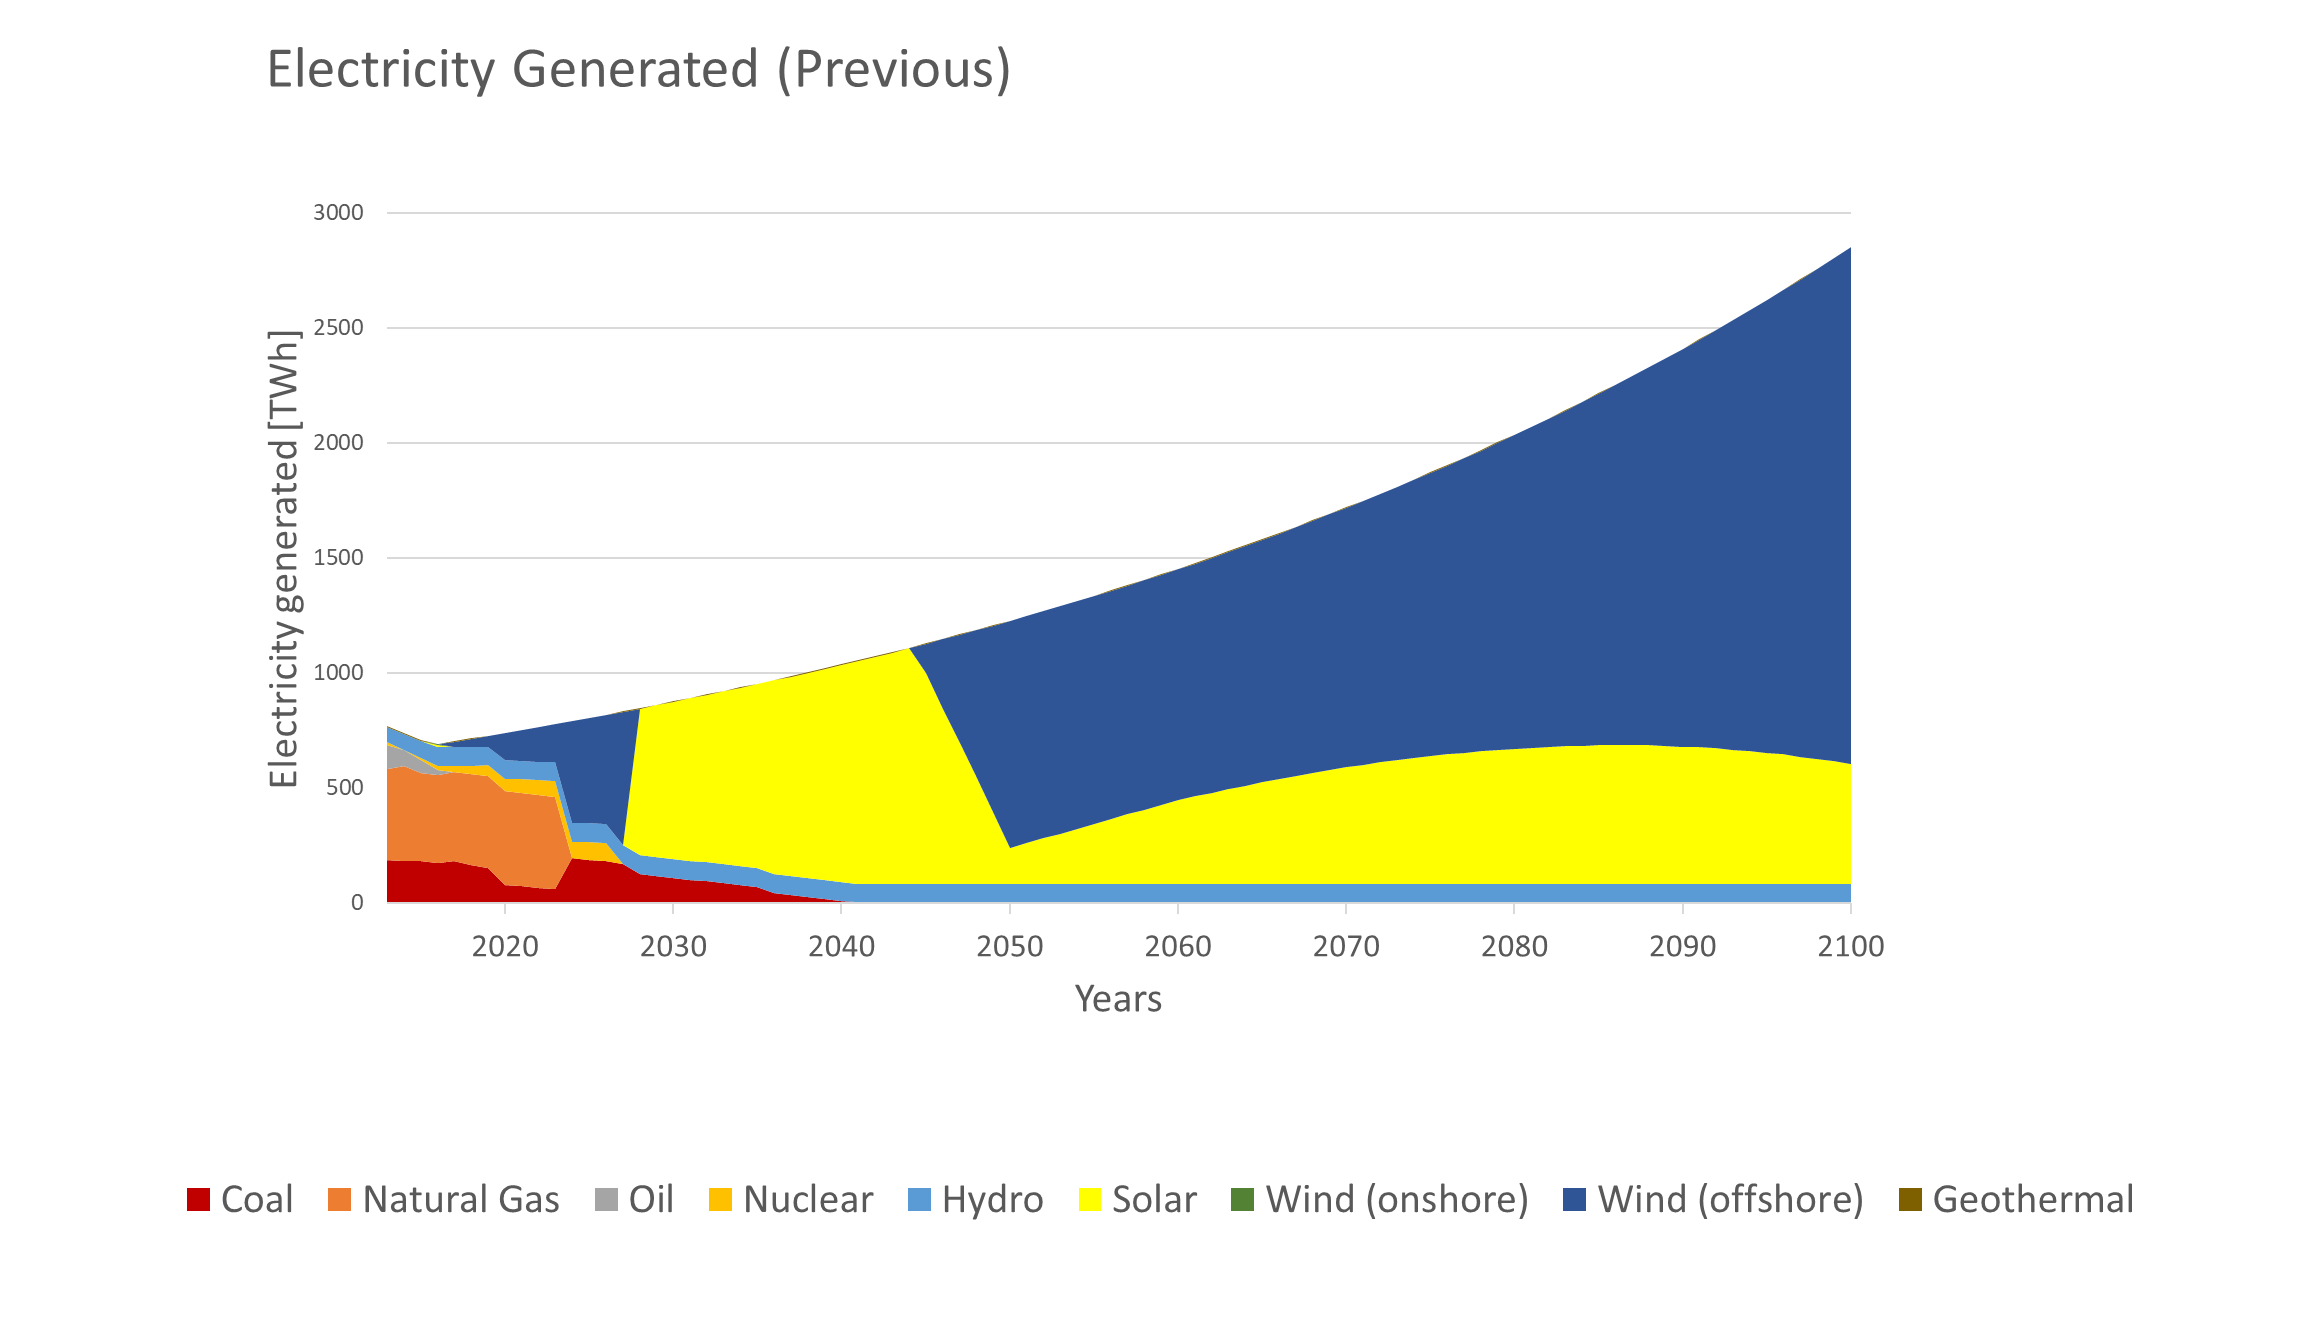 Electricity Generated (Previous)
Electricity generated [TWh]
3000
2500
2000
1500
1000
500
0
2020 2030 2040 2050 2060 2070 2080 2090 2100
Years
Coal Natural Gas Oil Nuclear Hydro Solar Wind (onshore) Wind (offshore) Geothermal